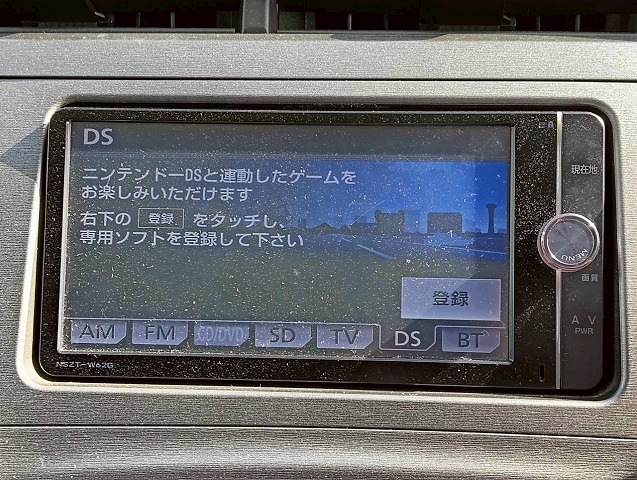 DS
ニンテンドーDSと連動したゲームを
お楽しみいただけます
右下の 登録 をタッチし、
専用ソフトを登録して下さい
登録
AM FM CD/DVD SD TV DS BT
NSZT-W62G
現在地
MENU
画質
A V
PWR